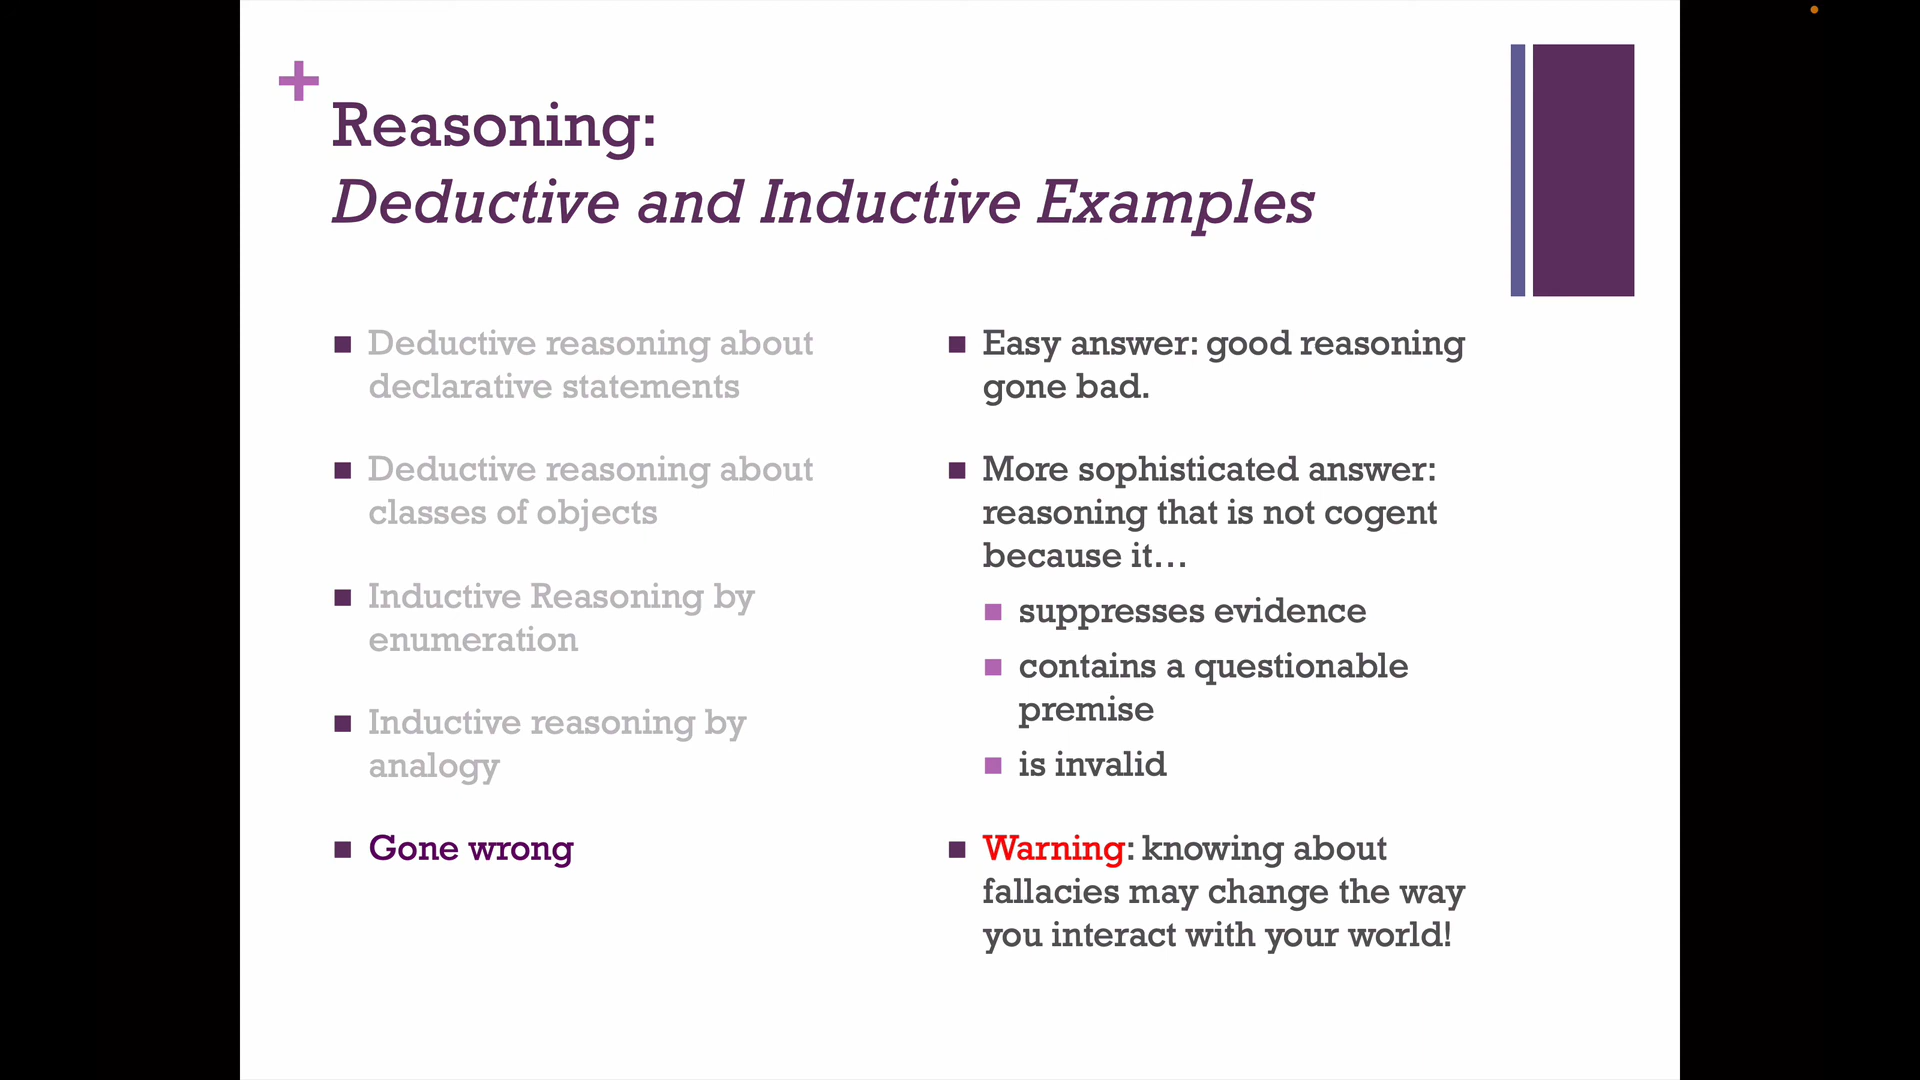 Reasoning:
Deductive and Inductive Examples
Deductive reasoning about
declarative statements
Deductive reasoning about
classes of objects
Inductive Reasoning by
enumeration
Inductive reasoning by
analogy
Gone wrong
Easy answer: good reasoning
gone bad.
More sophisticated answer:
reasoning that is not cogent
because it…
suppresses evidence
contains a questionable
premise
is invalid
Warning: knowing about
fallacies may change the way
you interact with your world!